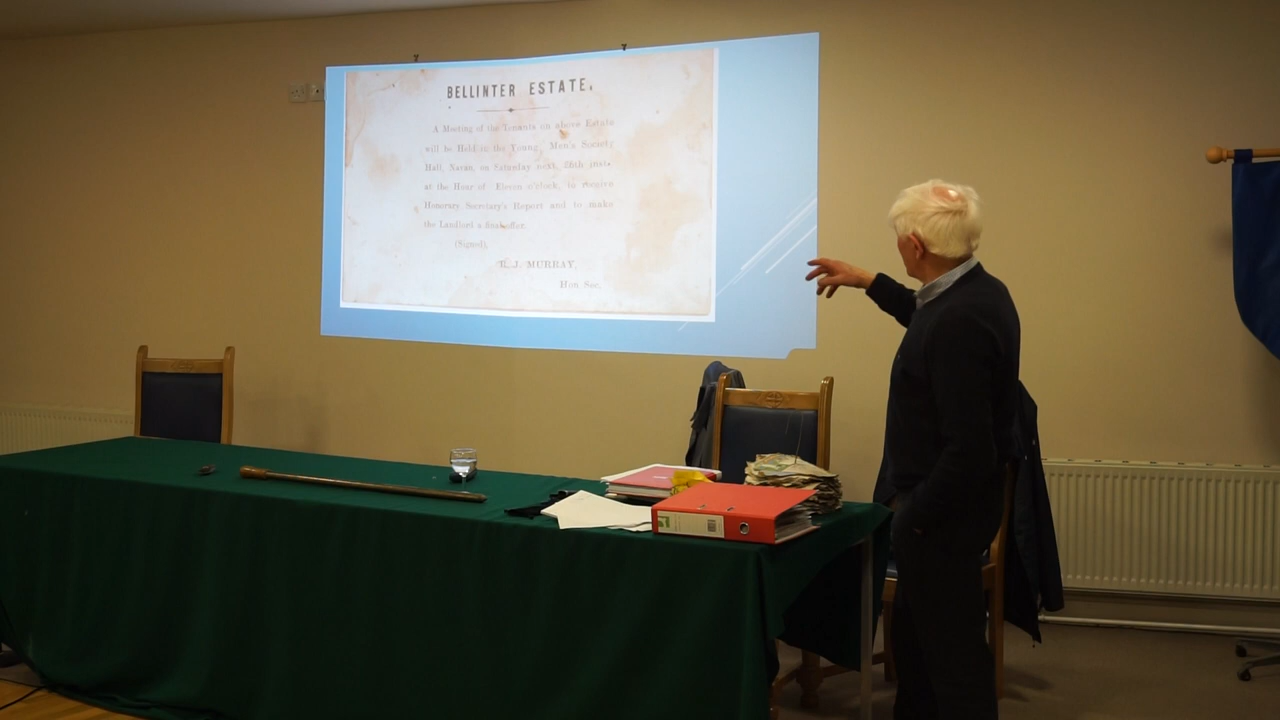 BELLINTER ESTATE.
A Meeting of the Tenants on above Estate
will be Held in the Young Men's Society
Hall, Navan, on Saturday next, 26th inst.
at the Hour of Eleven o'clock, to receive
Honorary Secretary's Report and to make
the Landlord a final offer.
(Signed),
R. J. MURRAY,
Hon Sec.